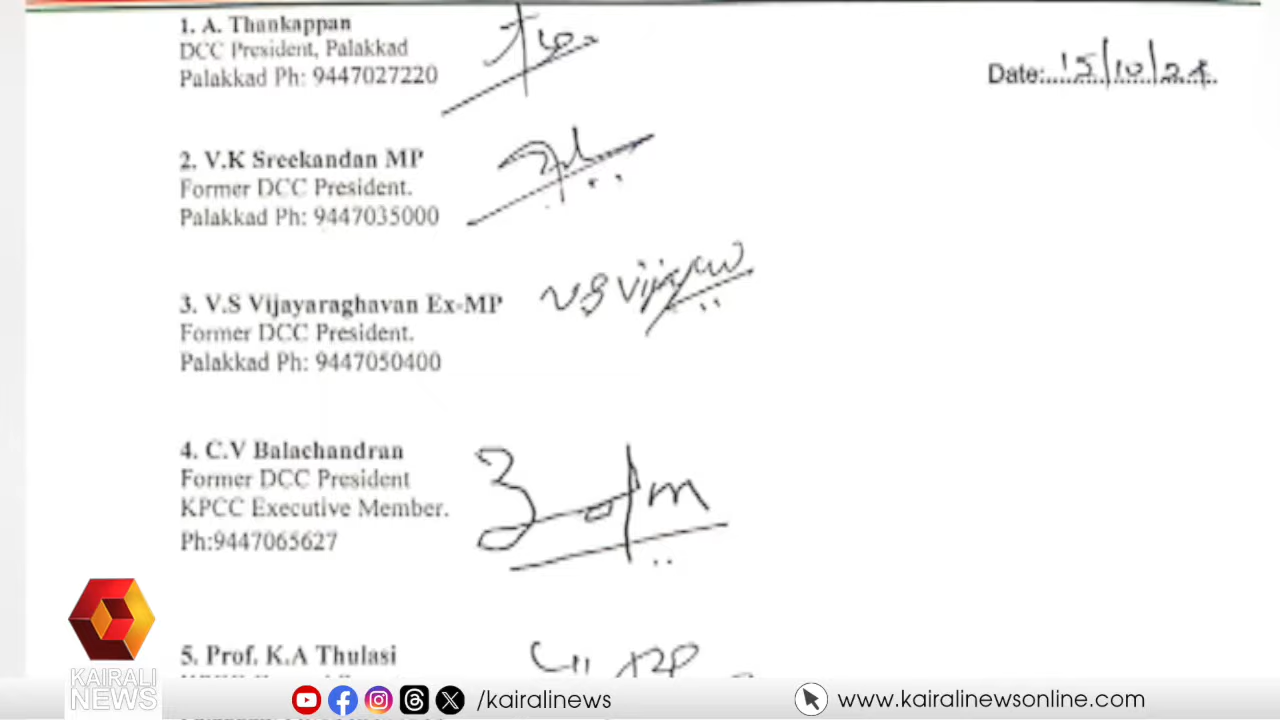 1. A. Thankappan
DCC President, Palakkad
Palakkad Ph: 9447027220
Date:..15/10/24..
2. V.K Sreekandan MP
Former DCC President.
Palakkad Ph: 9447035000
3. V.S Vijayaraghavan Ex-MP
Former DCC President.
Palakkad Ph: 9447050400
4. C.V Balachandran
Former DCC President
KPCC Executive Member.
Ph:9447065627
5. Prof. K.A Thulasi
KAIRALI
NEWS
/kairalinews
www.kairalinewsonline.com